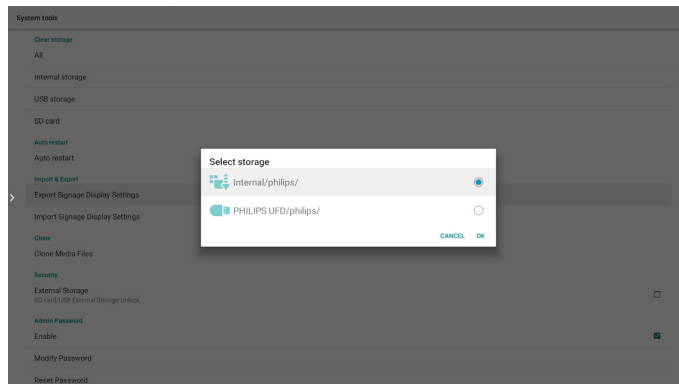 System tools
Clear storage
All
Internal storage
USB storage
SD card
Auto restart
Auto restart
Import & Export
Export Signage Display Settings
Import Signage Display Settings
Clone
Clone Media Files
Security
External Storage
SD card/USB External Storage Unlock
Admin Password
Enable
Modify Password
Reset Password
Select storage
Internal/philips/
PHILIPS UFD/philips/
CANCEL OK